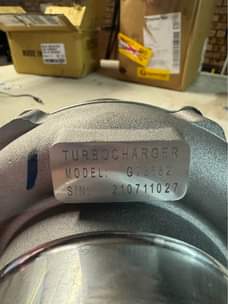 TURBOCHARGER
MODEL:
S/N: 210711027